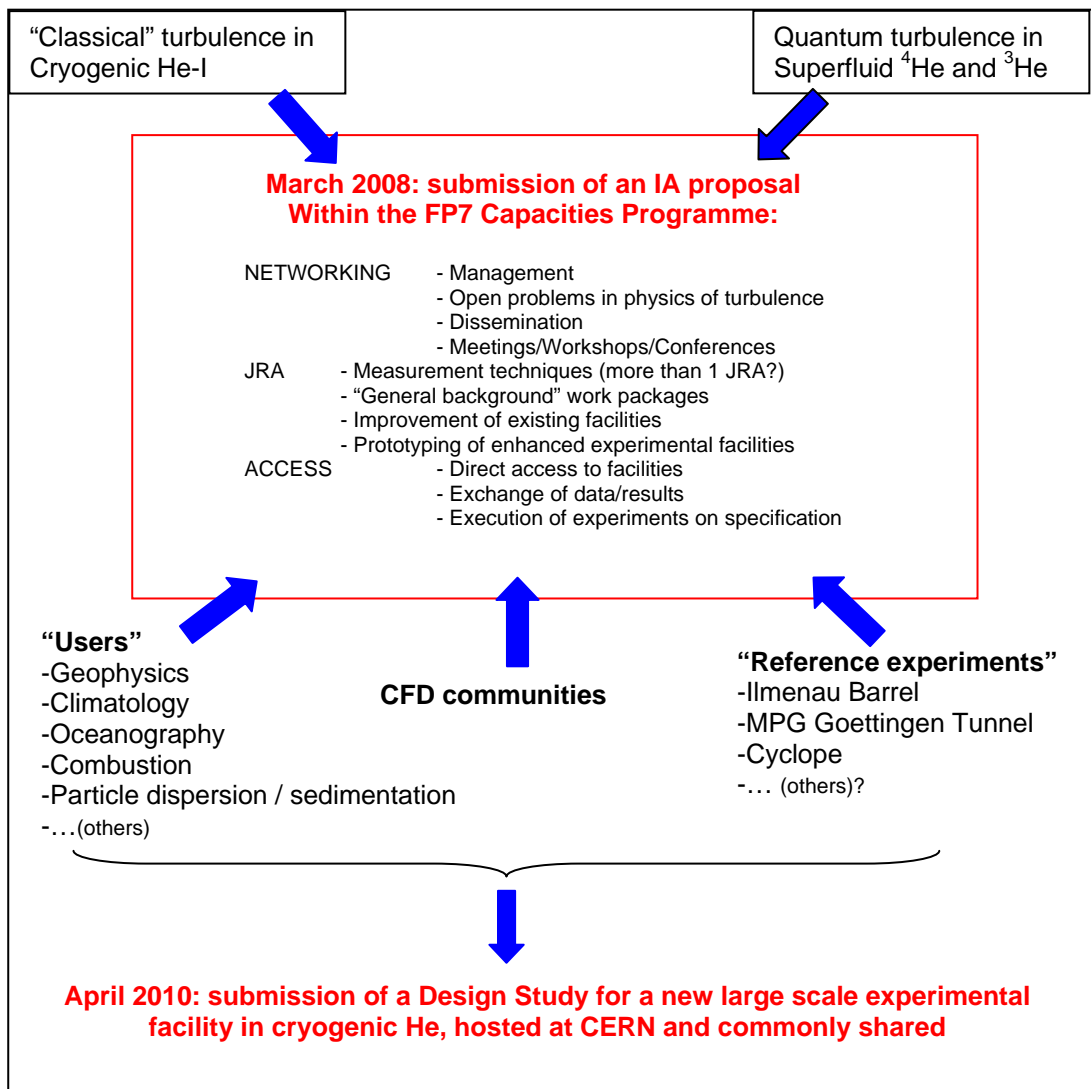 “Classical” turbulence in
Cryogenic He-I
Quantum turbulence in
Superfluid ⁴He and ³He
March 2008: submission of an IA proposal
Within the FP7 Capacities Programme:
NETWORKING - Management
- Open problems in physics of turbulence
- Dissemination
- Meetings/Workshops/Conferences
JRA - Measurement techniques (more than 1 JRA?)
- “General background” work packages
- Improvement of existing facilities
- Prototyping of enhanced experimental facilities
ACCESS - Direct access to facilities
- Exchange of data/results
- Execution of experiments on specification
“Users”
-Geophysics
-Climatology
-Oceanography
-Combustion
-Particle dispersion / sedimentation
-…(others)
CFD communities
“Reference experiments”
-Ilmenau Barrel
-MPG Goettingen Tunnel
-Cyclope
-… (others)?
April 2010: submission of a Design Study for a new large scale experimental
facility in cryogenic He, hosted at CERN and commonly shared